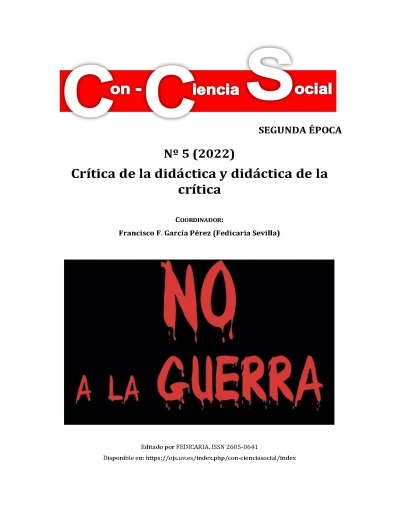 Con - Ciencia Social
SEGUNDA ÉPOCA
Nº 5 (2022)
Crítica de la didáctica y didáctica de la
crítica
COORDINADOR:
Francisco F. García Pérez (Fedicaria Sevilla)
NO
A LA GUERRA
Editado por FEDICARIA. ISSN 2605-0641
Disponible en: https://ojs.uv.es/index.php/con-cienciasocial/index